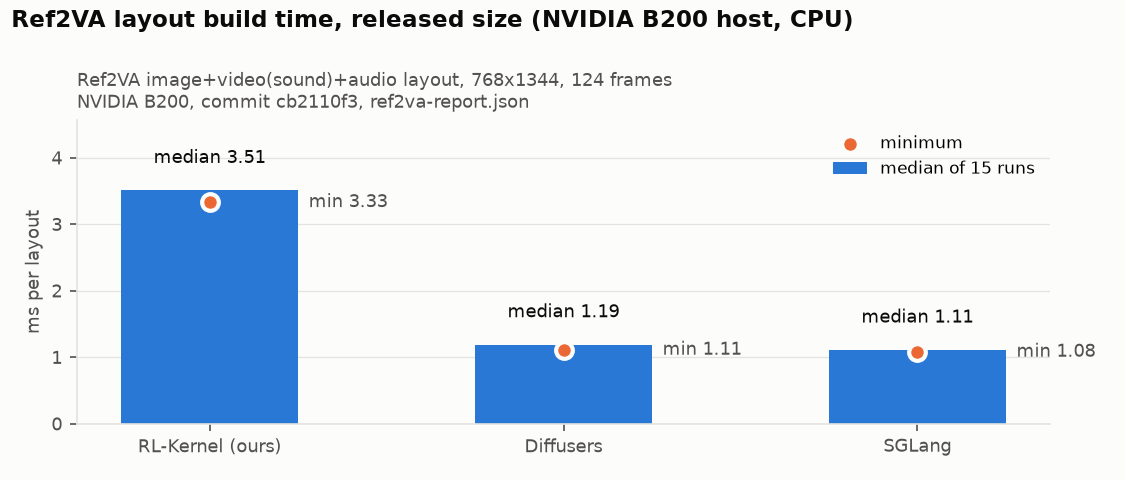 Ref2VA layout build time, released size (NVIDIA B200 host, CPU)
Ref2VA image+video(sound)+audio layout, 768x1344, 124 frames
NVIDIA B200, commit cb2110f3, ref2va-report.json
minimum
median of 15 runs
ms per layout
4
3
2
1
0
median 3.51
min 3.33
median 1.19
min 1.11
median 1.11
min 1.08
RL-Kernel (ours)
Diffusers
SGLang